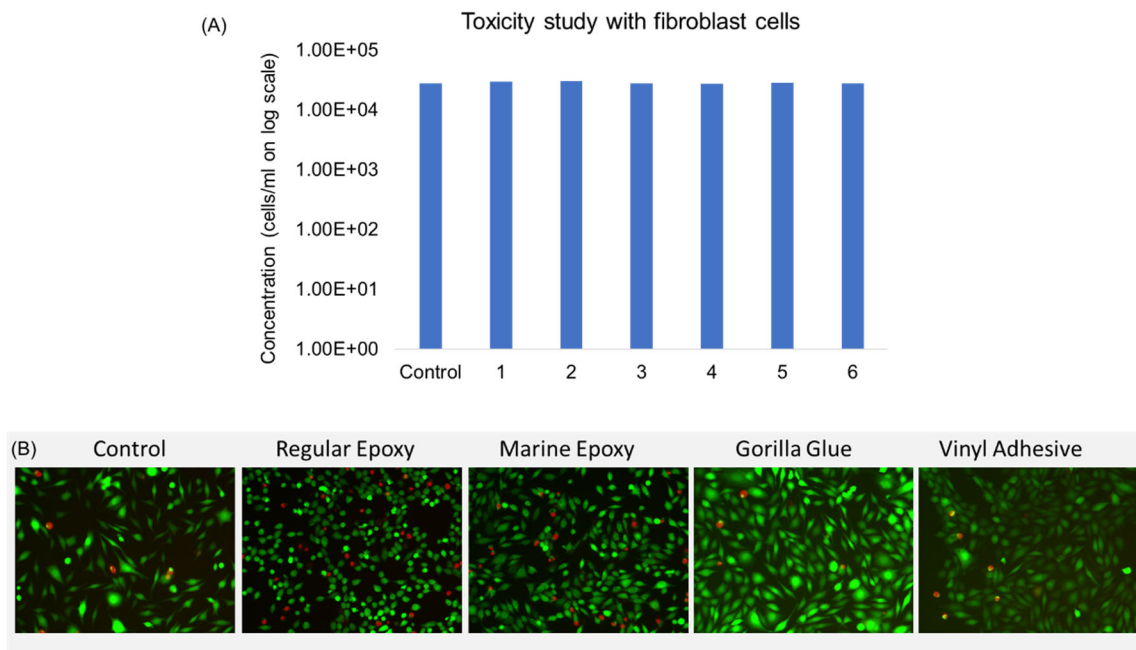 (A)
Toxicity study with fibroblast cells
Concentration (cells/ml on log scale)
1.00E+05
1.00E+04
1.00E+03
1.00E+02
1.00E+01
1.00E+00
Control 1 2 3 4 5 6
(B)
Control Regular Epoxy Marine Epoxy Gorilla Glue Vinyl Adhesive